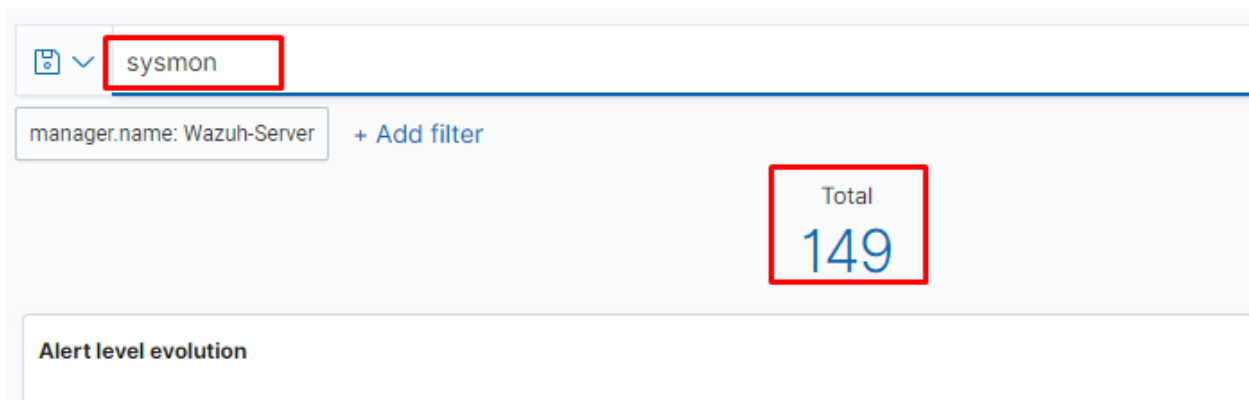 sysmon
manager.name: Wazuh-Server + Add filter
Total
149
Alert level evolution